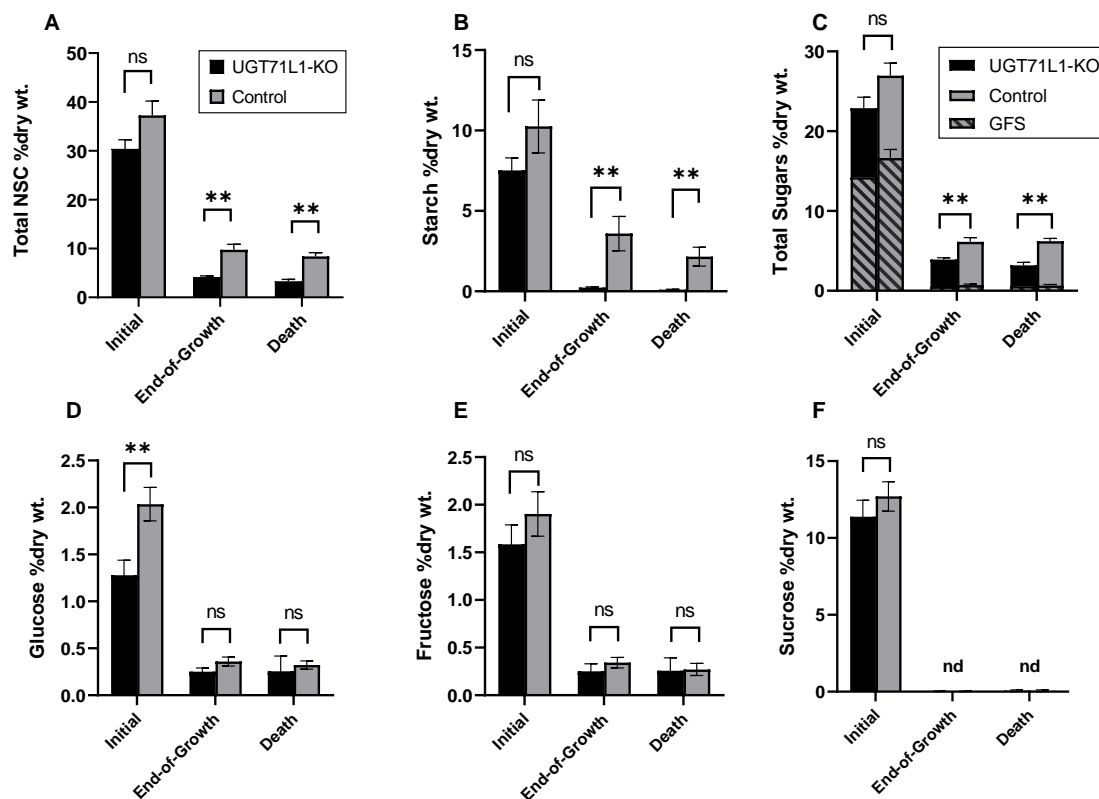 A
Total NSC %dry wt.
50
40
30
20
10
0
ns
**
**
UGT71L1-KO
Control
Initial
End-of-Growth
Death
B
Starch %dry wt.
15
10
5
0
ns
**
**
Initial
End-of-Growth
Death
C
Total Sugars %dry wt.
30
20
10
0
ns
**
**
UGT71L1-KO
Control
GFS
Initial
End-of-Growth
Death
D
Glucose %dry wt.
2.5
2.0
1.5
1.0
0.5
0.0
**
ns
ns
Initial
End-of-Growth
Death
E
Fructose %dry wt.
2.5
2.0
1.5
1.0
0.5
0.0
ns
ns
ns
Initial
End-of-Growth
Death
F
Sucrose %dry wt.
15
10
5
0
ns
nd
nd
Initial
End-of-Growth
Death